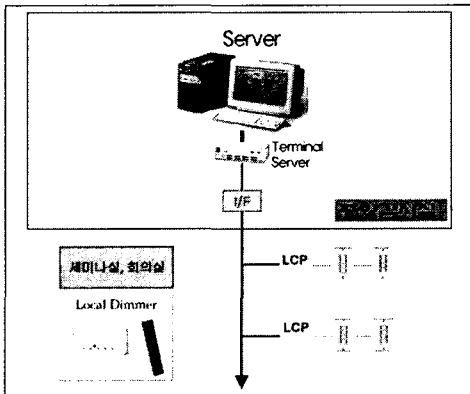 Server
Terminal
Server
I/F
LCP
세미나실, 회의실
Local Dimmer
LCP